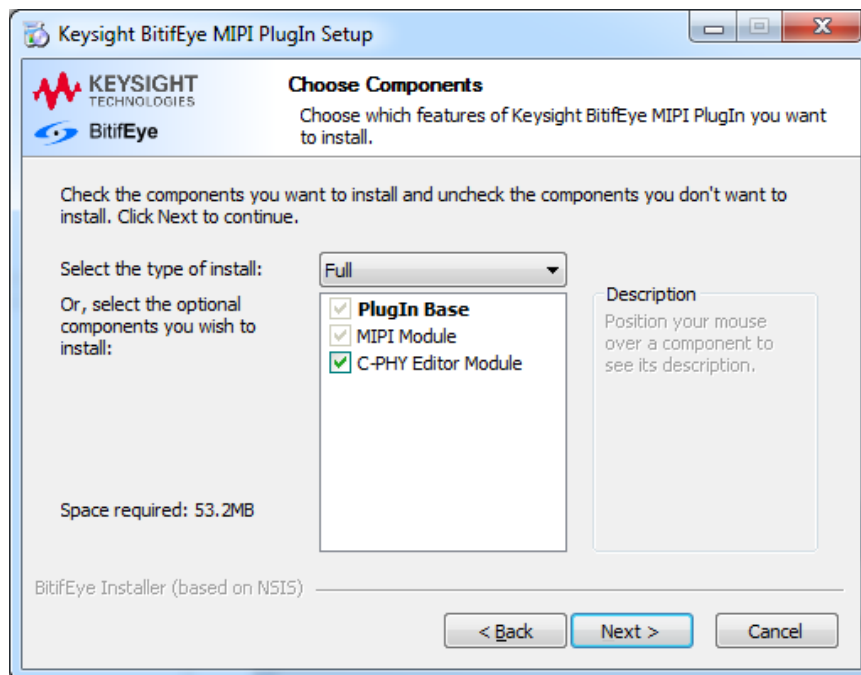 Keysight BitifEye MIPI PlugIn Setup
KEYSIGHT
TECHNOLOGIES
BitifEye
Choose Components
Choose which features of Keysight BitifEye MIPI PlugIn you want
to install.
Check the components you want to install and uncheck the components you don't want to
install. Click Next to continue.
Select the type of install:
Full
Or, select the optional
components you wish to
install:
PlugIn Base
MIPI Module
C-PHY Editor Module
Description
Position your mouse
over a component to
see its description.
Space required: 53.2MB
BitifEye Installer (based on NSIS)
< Back
Next >
Cancel